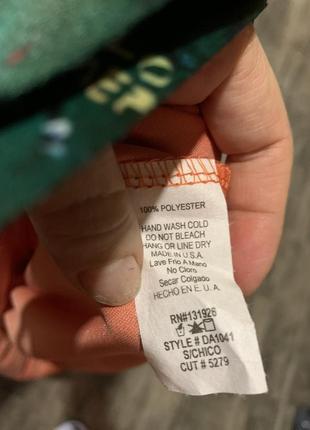 100% POLYESTER
HAND WASH COLD
DO NOT BLEACH
HANG OR LINE DRY
MADE IN U.S.A.
Lave Frio A Mano
No Cloro
Secar Colgado
HECHO EN E.U.A.
RN#131926
STYLE # DA1041
S/CHICO
CUT # 5279